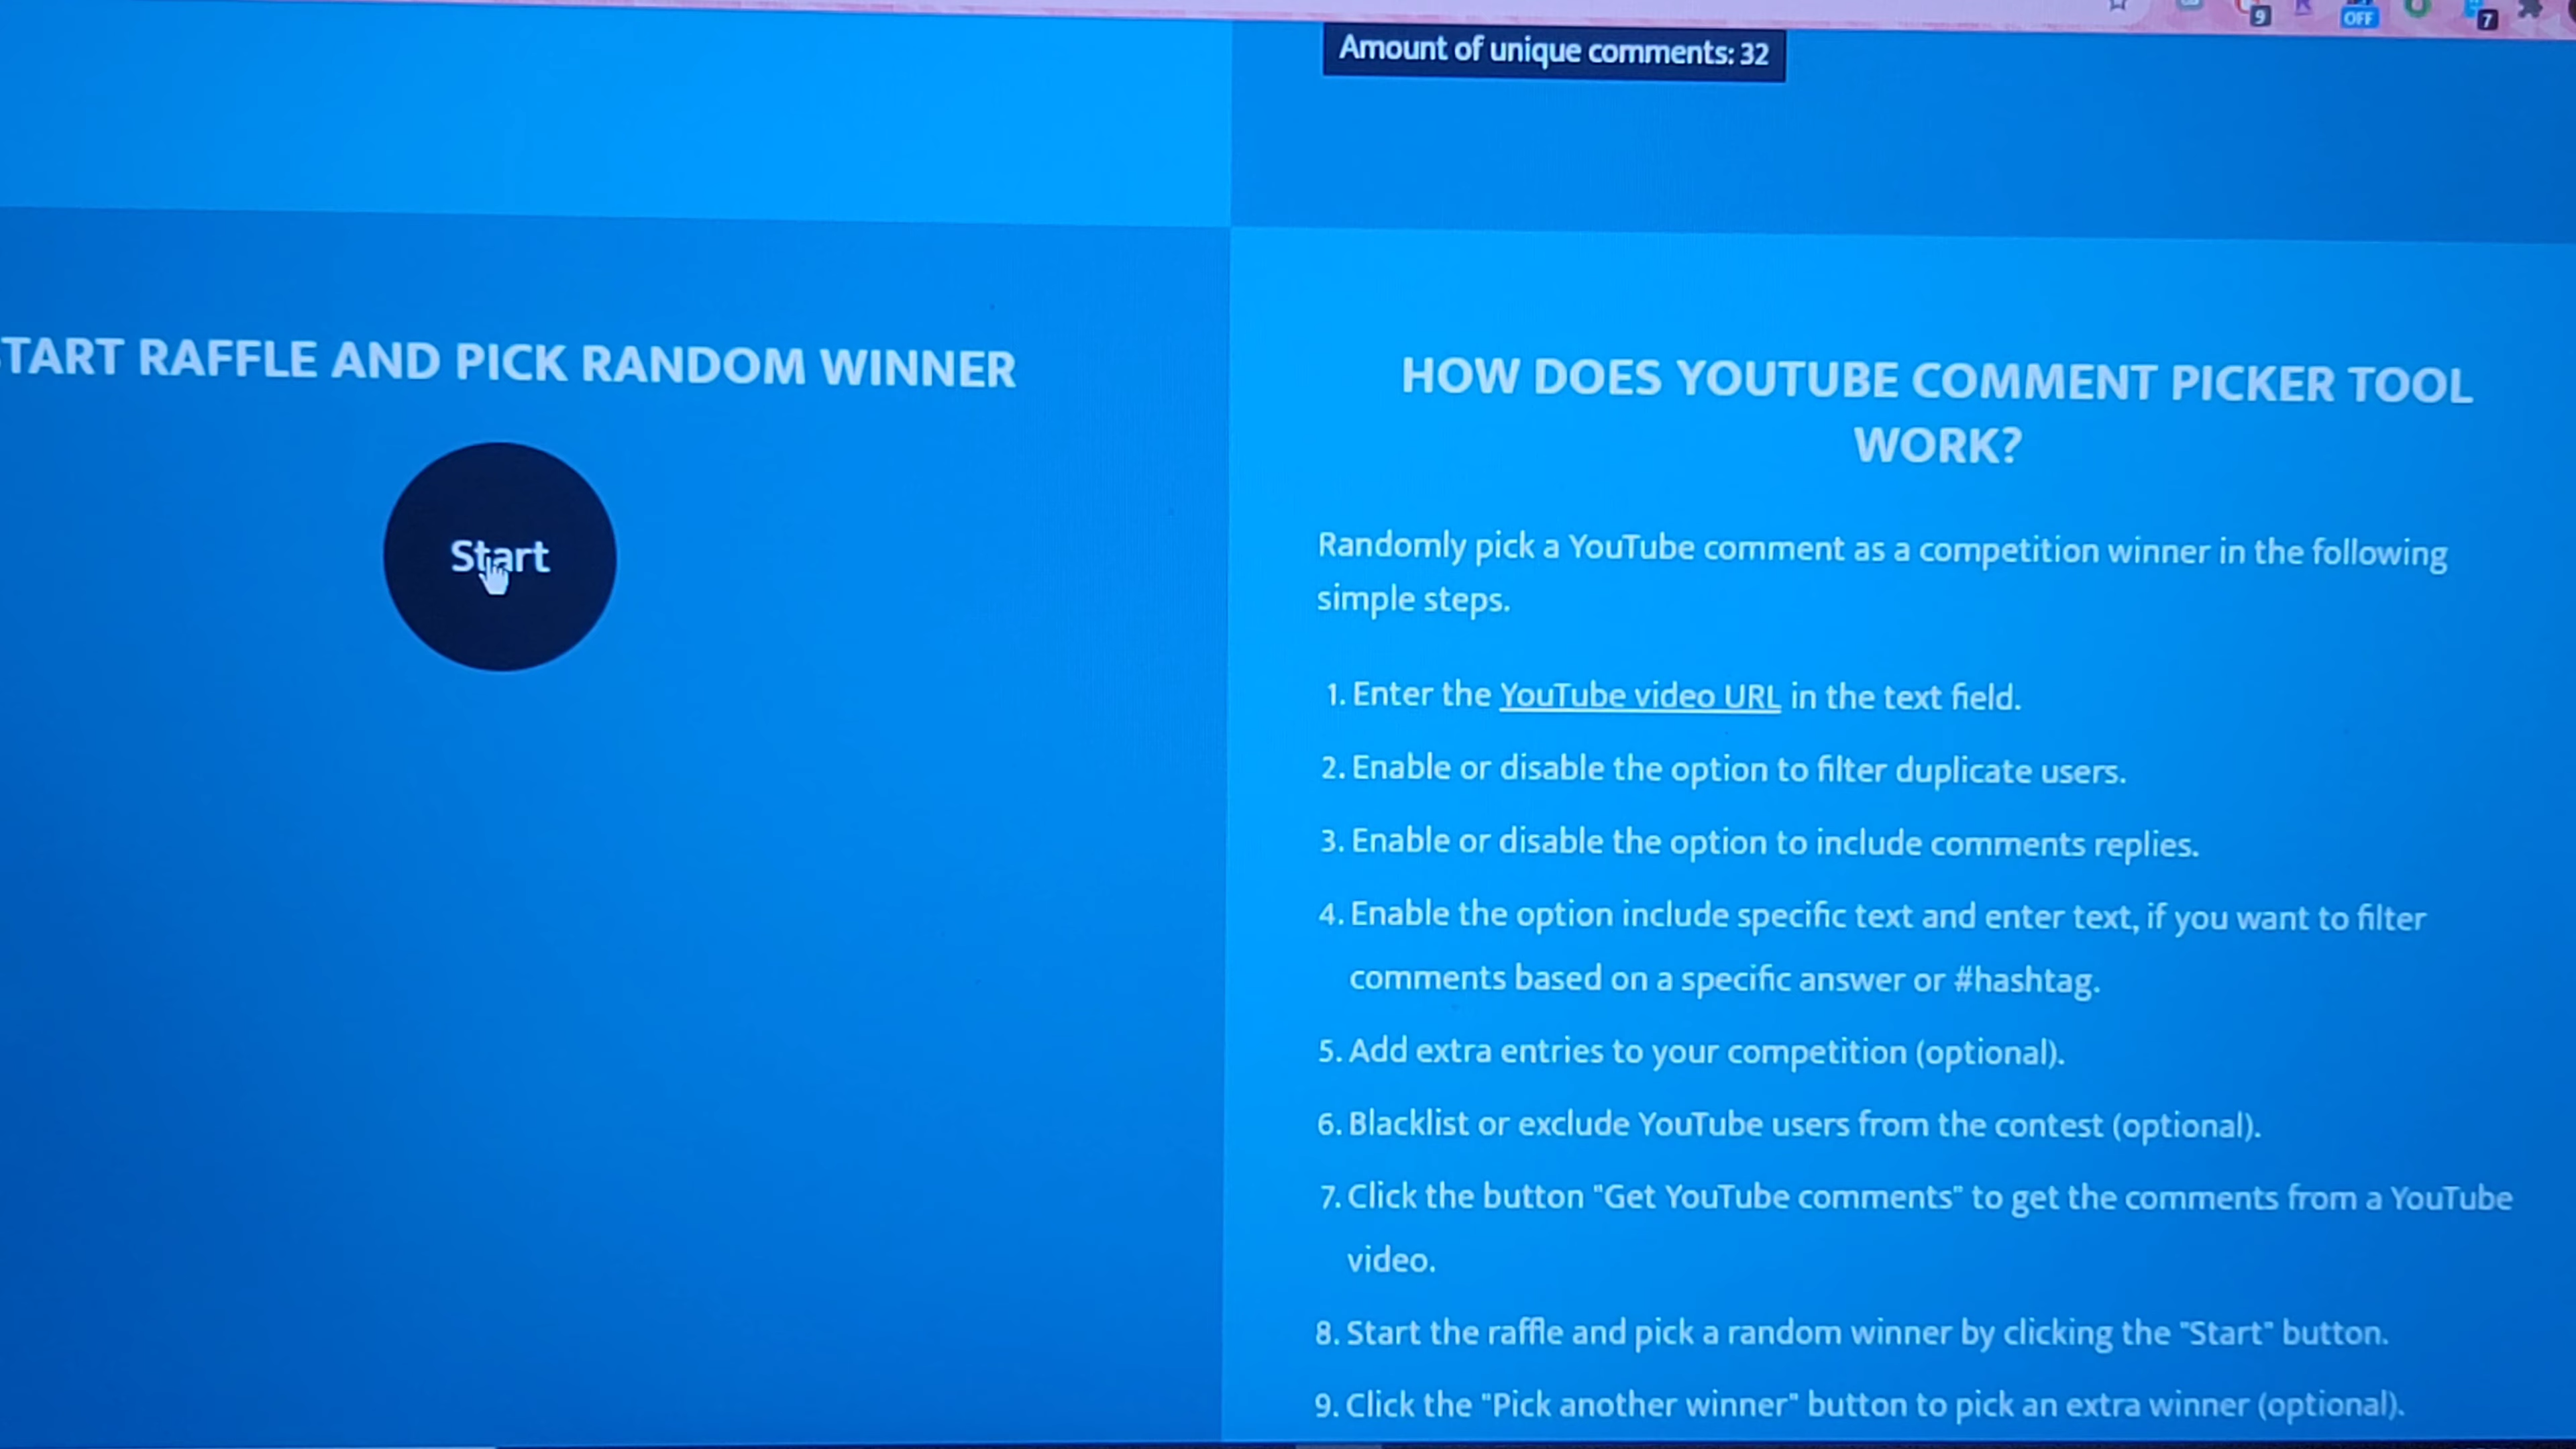 9
OFF
7
Amount of unique comments: 32
TART RAFFLE AND PICK RANDOM WINNER
Start
HOW DOES YOUTUBE COMMENT PICKER TOOL
WORK?
Randomly pick a YouTube comment as a competition winner in the following
simple steps.
1. Enter the YouTube video URL in the text field.
2. Enable or disable the option to filter duplicate users.
3. Enable or disable the option to include comments replies.
4. Enable the option include specific text and enter text, if you want to filter
comments based on a specific answer or #hashtag.
5. Add extra entries to your competition (optional).
6. Blacklist or exclude YouTube users from the contest (optional).
7. Click the button "Get YouTube comments" to get the comments from a YouTube
video.
8. Start the raffle and pick a random winner by clicking the "Start" button.
9. Click the "Pick another winner" button to pick an extra winner (optional).